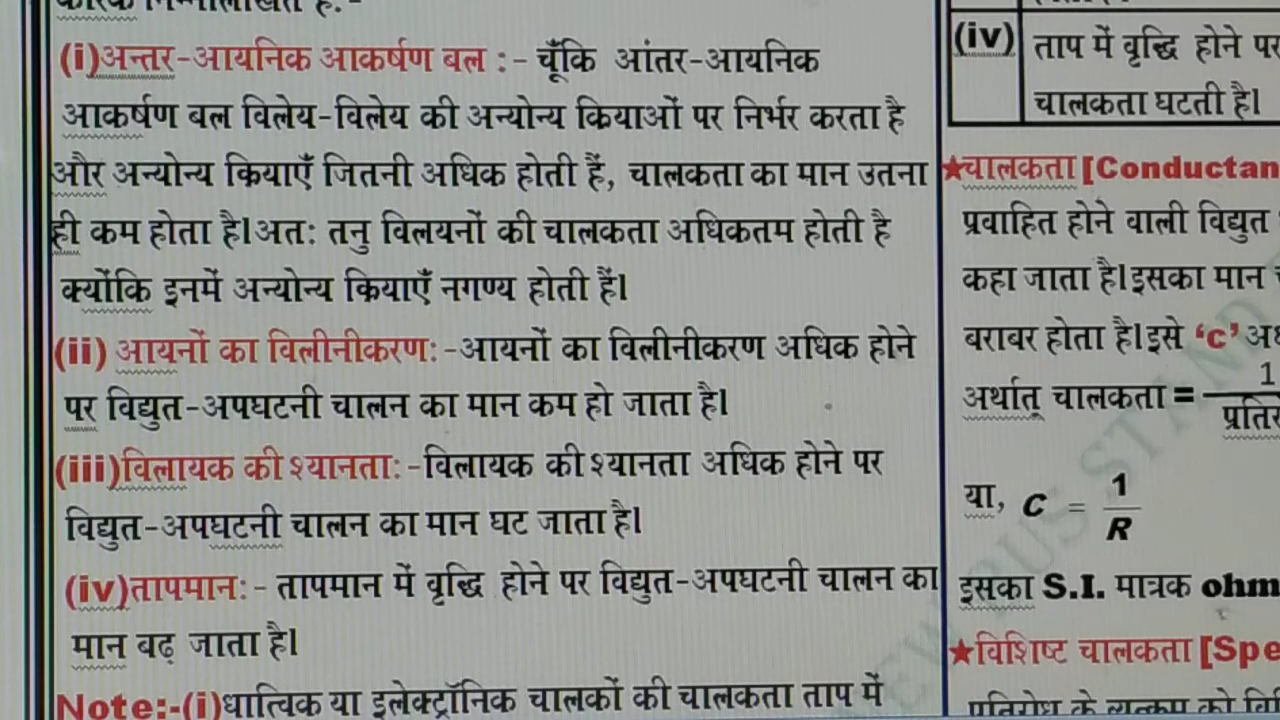 कारक निम्नलिखित हैं:-
(i)अन्तर-आयनिक आकर्षण बल :- चूँकि आंतर-आयनिक
आकर्षण बल विलेय-विलेय की अन्योन्य कियाओं पर निर्भर करता है
और अन्योन्य कियाएँ जितनी अधिक होती हैं, चालकता का मान उतना
ही कम होता है।अत: तनु विलयनों की चालकता अधिकतम होती है
क्योंकि इनमें अन्योन्य कियाएँ नगण्य होती हैं।
(ii) आयनों का विलीनीकरण:-आयनों का विलीनीकरण अधिक होने
पर विद्युत-अपघटनी चालन का मान कम हो जाता है।
(iii)विलायक की श्यानता:-विलायक की श्यानता अधिक होने पर
विद्युत-अपघटनी चालन का मान घट जाता है।
(iv)तापमान:- तापमान में वृद्धि होने पर विद्युत-अपघटनी चालन का
मान बढ़ जाता है।
Note:-(i)धात्विक या इलेक्ट्रॉनिक चालकों की चालकता ताप में
(iv) ताप में वृद्धि होने पर
चालकता घटती है।
★चालकता [Conductan
प्रवाहित होने वाली विद्युत
कहा जाता है।इसका मान
बराबर होता है।इसे ‘c’
अर्थात् चालकता = 1
या, C = 1/R
इसका S.I. मात्रक ohm
★विशिष्ट चालकता [Spe